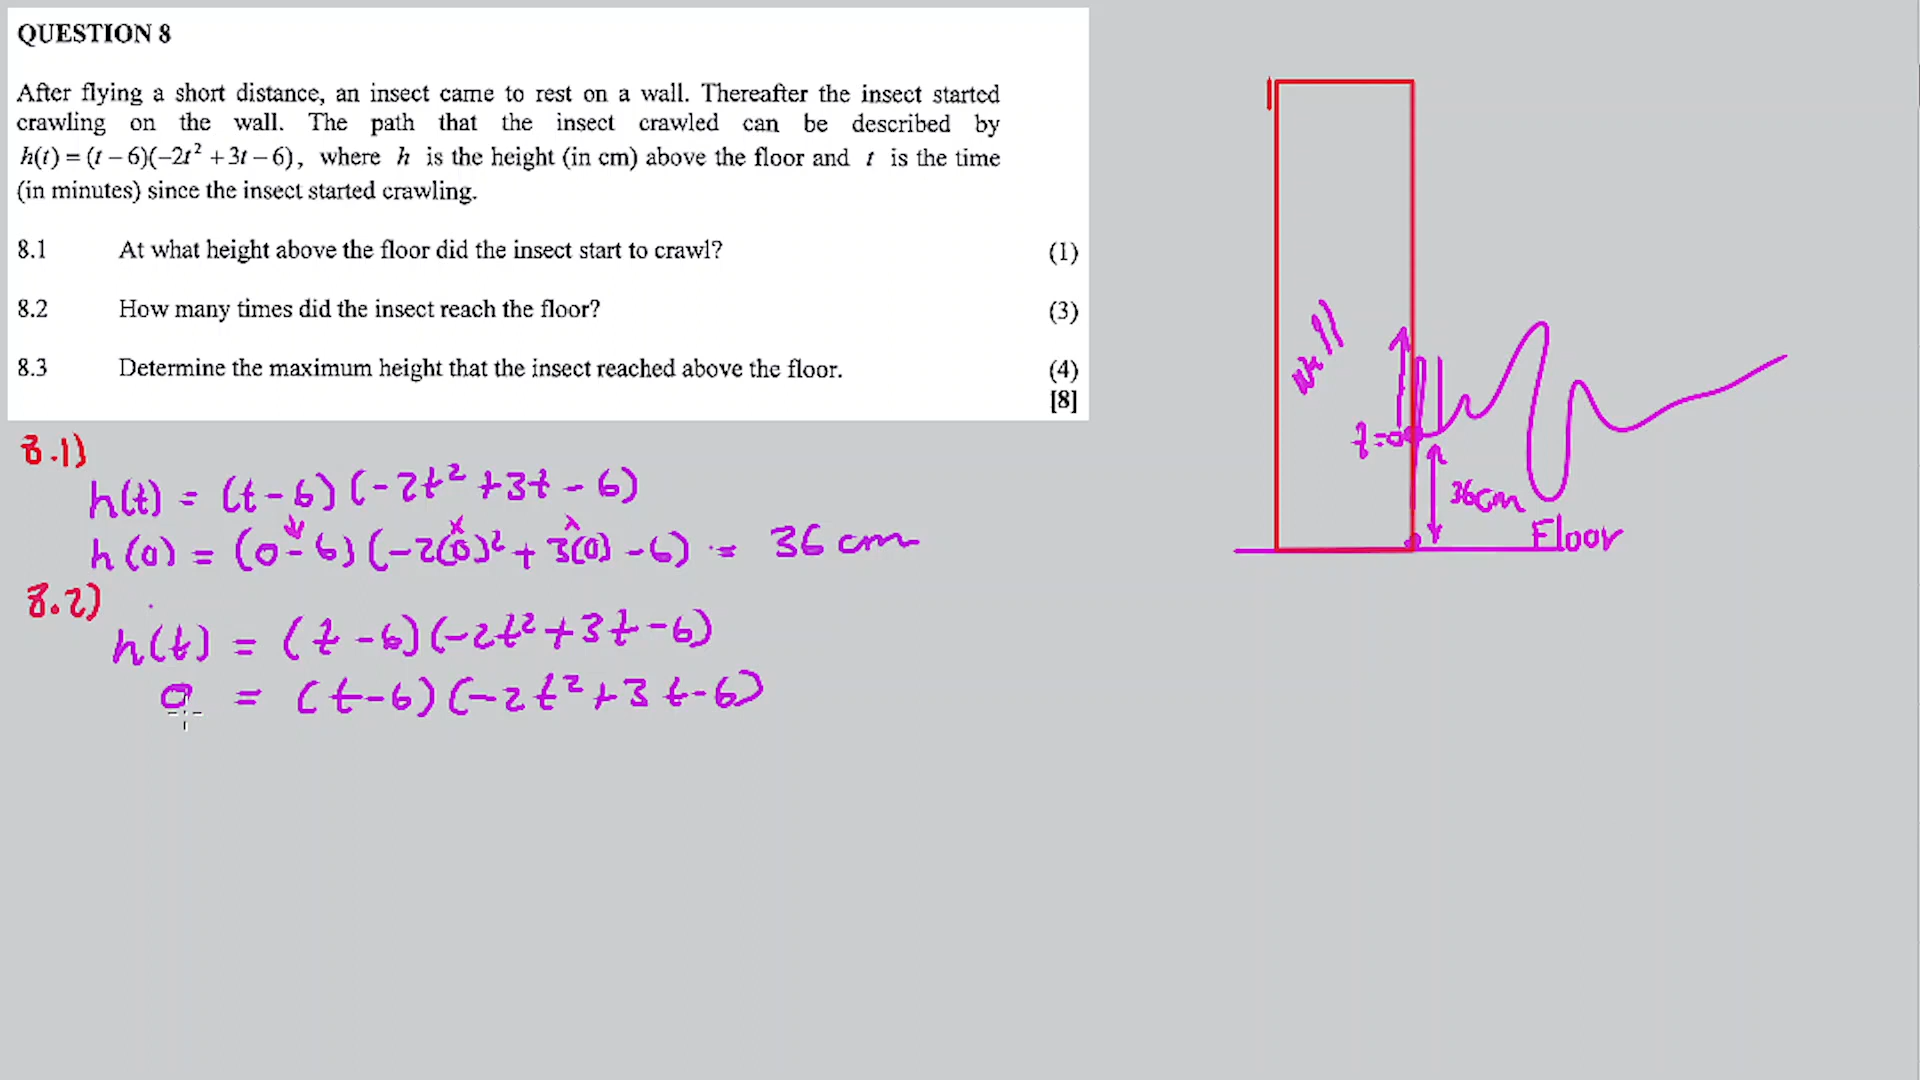 QUESTION 8
After flying a short distance, an insect came to rest on a wall. Thereafter the insect started
crawling on the wall. The path that the insect crawled can be described by
h(t) = (t – 6)(–2t² + 3t – 6), where h is the height (in cm) above the floor and t is the time
(in minutes) since the insect started crawling.
8.1 At what height above the floor did the insect start to crawl? (1)
8.2 How many times did the insect reach the floor? (3)
8.3 Determine the maximum height that the insect reached above the floor. (4)
[8]
8.1)
h(t) = (t - 6)(-2t² + 3t - 6)
h(0) = (0 - 6)(-2(0)² + 3(0) - 6) = 36 cm
8.2)
h(t) = (t - 6)(-2t² + 3t - 6)
0 = (t - 6)(-2t² + 3t - 6)
wall
t=0
36cm
Floor